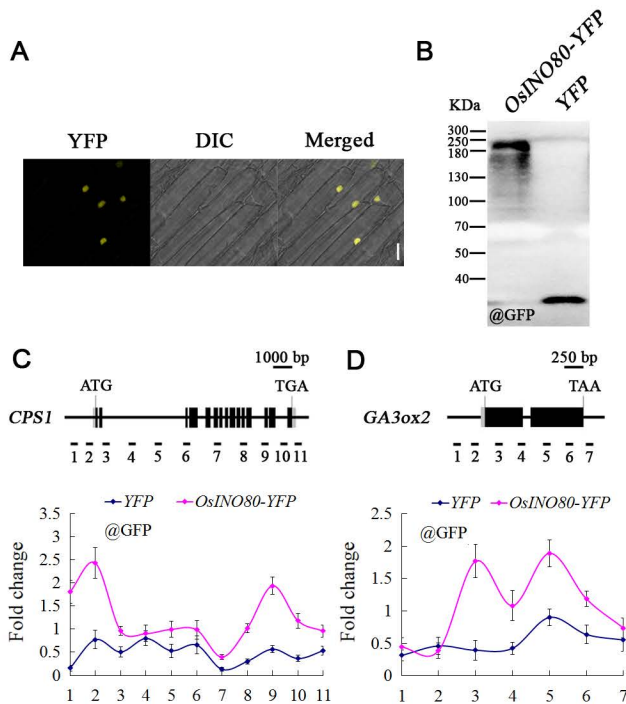 A
YFP DIC Merged
B
OsINO80-YFP
YFP
KDa
300
250
180
130
100
70
50
40
@GFP
C
1000 bp
ATG TGA
CPS1
1 2 3 4 5 6 7 8 9 10 11
YFP OsINO80-YFP
@GFP
Fold change
3.5
3
2.5
2
1.5
1
0.5
0
1 2 3 4 5 6 7 8 9 10 11
D
250 bp
ATG TAA
GA3ox2
1 2 3 4 5 6 7
YFP OsINO80-YFP
@GFP
Fold change
2.5
2
1.5
1
0.5
0
1 2 3 4 5 6 7